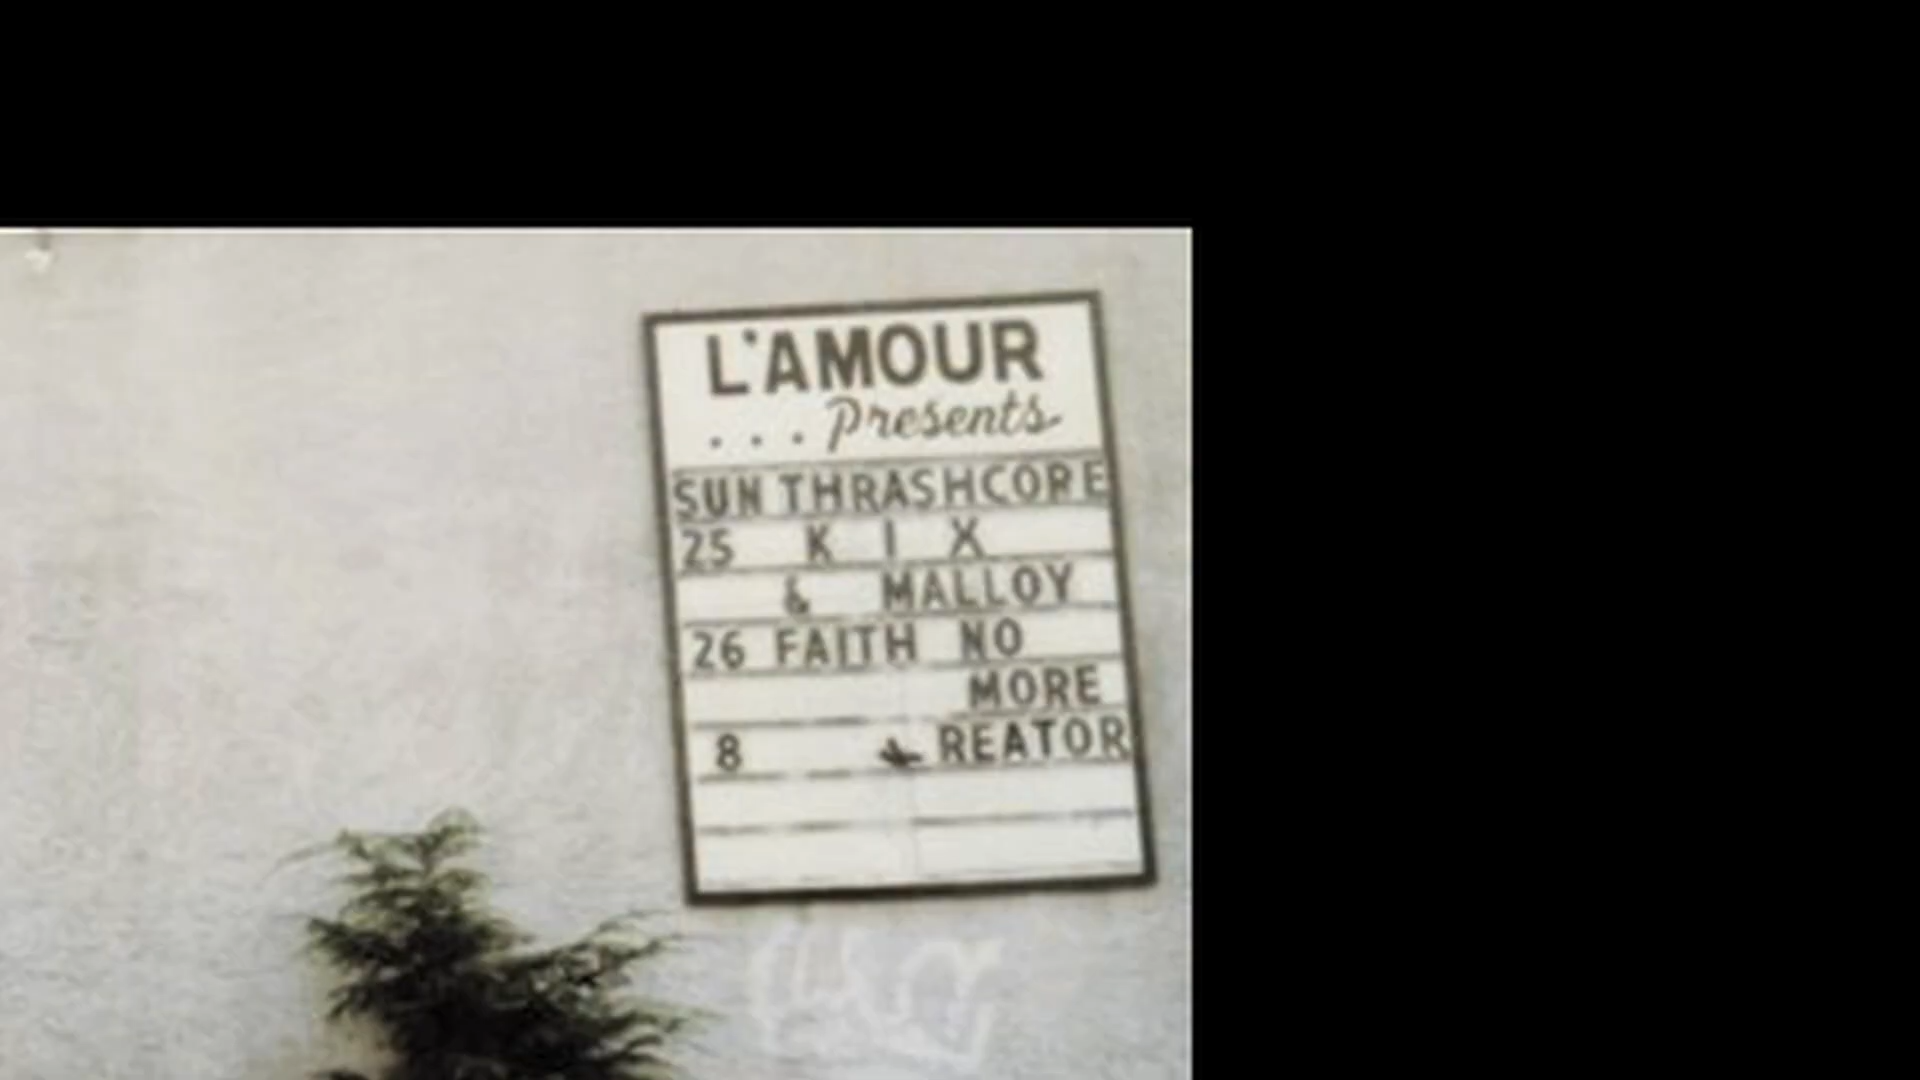 L'AMOUR
...Presents
SUN THRASHCORE
25 K I X
& MALLOY
26 FAITH NO
MORE
8 & REATOR